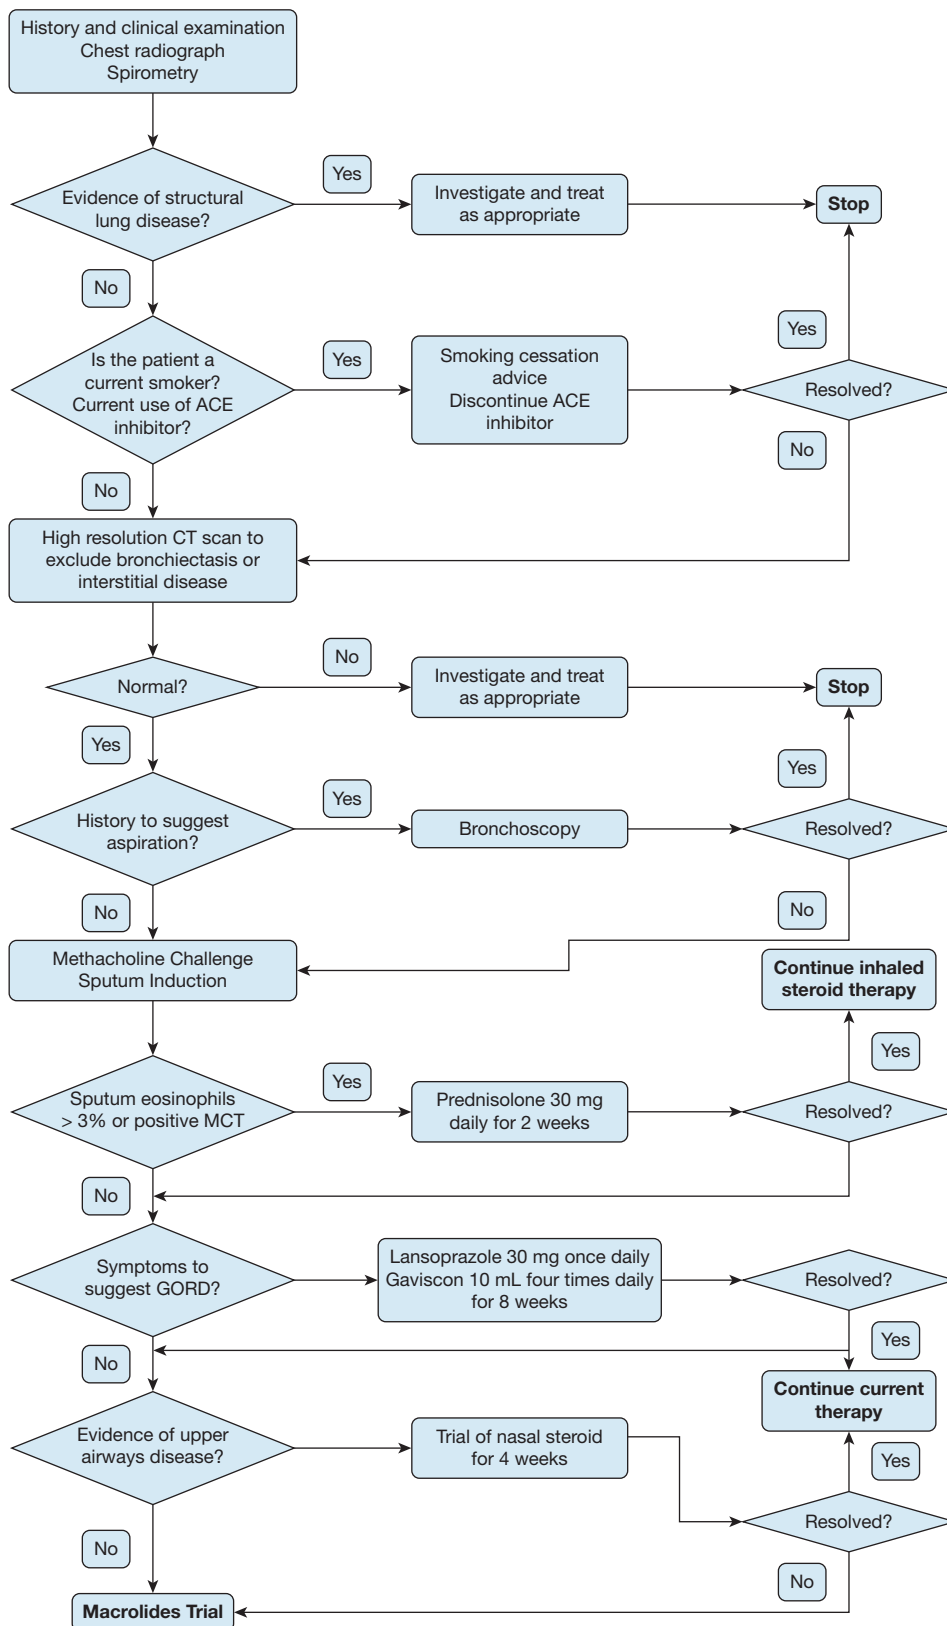 History and clinical examination
Chest radiograph
Spirometry
Evidence of structural
lung disease?
Yes
Investigate and treat
as appropriate
Stop
No
Is the patient a
current smoker?
Current use of ACE
inhibitor?
Yes
Smoking cessation
advice
Discontinue ACE
inhibitor
Yes
Resolved?
No
No
High resolution CT scan to
exclude bronchiectasis or
interstitial disease
Normal?
No
Investigate and treat
as appropriate
Stop
Yes
History to suggest
aspiration?
Yes
Bronchoscopy
Yes
Resolved?
No
No
Methacholine Challenge
Sputum Induction
Continue inhaled
steroid therapy
Sputum eosinophils
> 3% or positive MCT
Yes
Prednisolone 30 mg
daily for 2 weeks
Yes
Resolved?
No
Symptoms to
suggest GORD?
Lansoprazole 30 mg once daily
Gaviscon 10 mL four times daily
for 8 weeks
Resolved?
Yes
No
Continue current
therapy
Evidence of upper
airways disease?
Trial of nasal steroid
for 4 weeks
Yes
Resolved?
No
No
Macrolides Trial